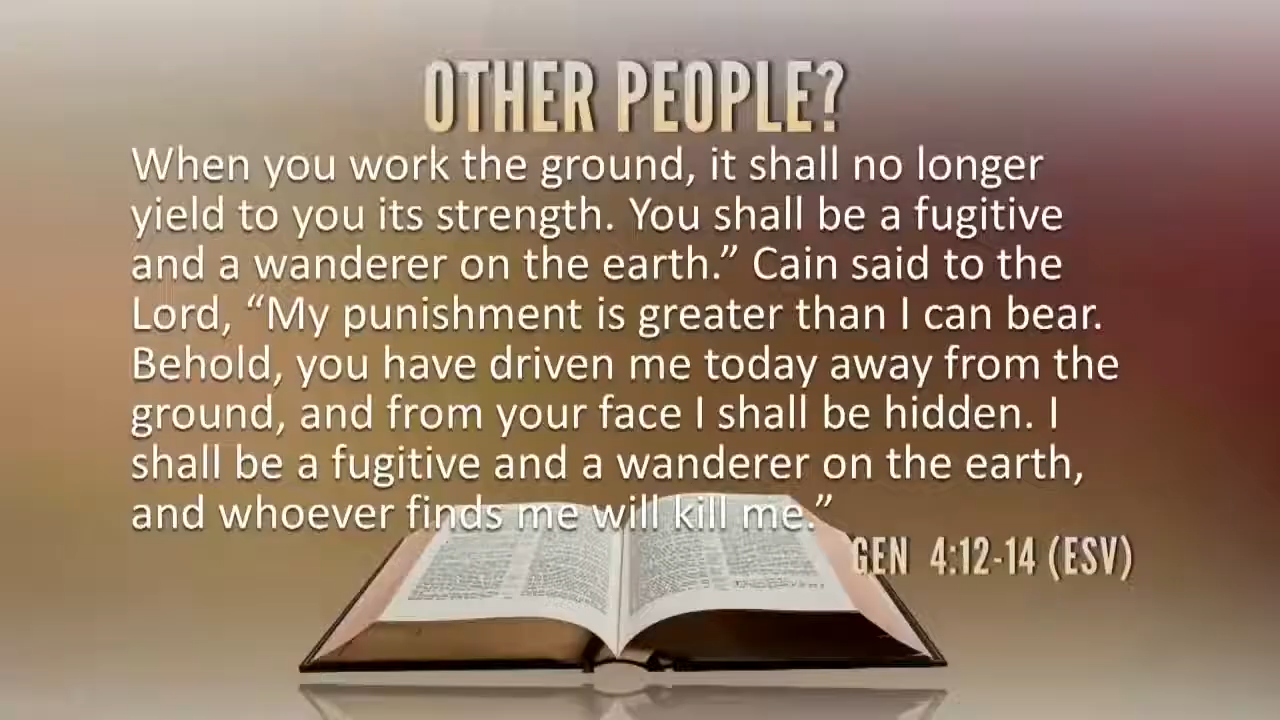 OTHER PEOPLE?
When you work the ground, it shall no longer
yield to you its strength. You shall be a fugitive
and a wanderer on the earth.” Cain said to the
Lord, “My punishment is greater than I can bear.
Behold, you have driven me today away from the
ground, and from your face I shall be hidden. I
shall be a fugitive and a wanderer on the earth,
and whoever finds me will kill me.”
GEN 4:12-14 (ESV)